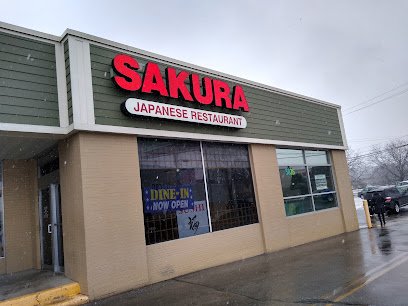 SAKURA
JAPANESE RESTAURANT
DINE-IN
NOW OPEN